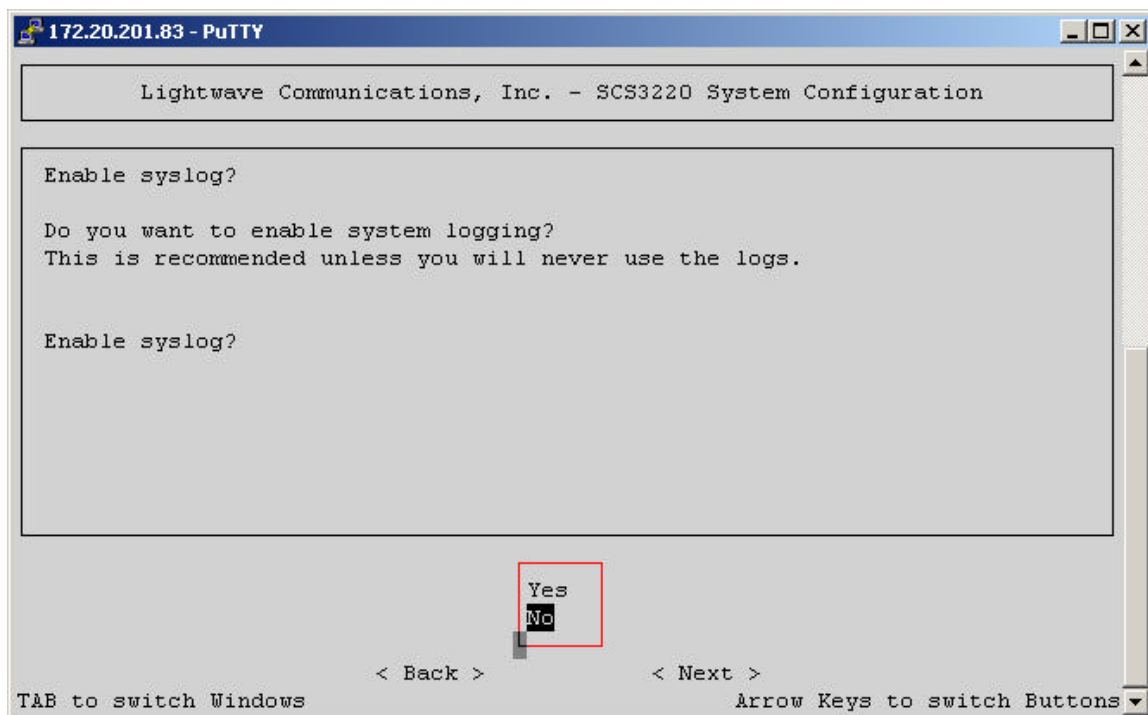 172.20.201.83 - PuTTY
Lightwave Communications, Inc. - SCS3220 System Configuration
Enable syslog?
Do you want to enable system logging?
This is recommended unless you will never use the logs.
Enable syslog?
Yes
No
< Back > < Next >
TAB to switch Windows Arrow Keys to switch Buttons